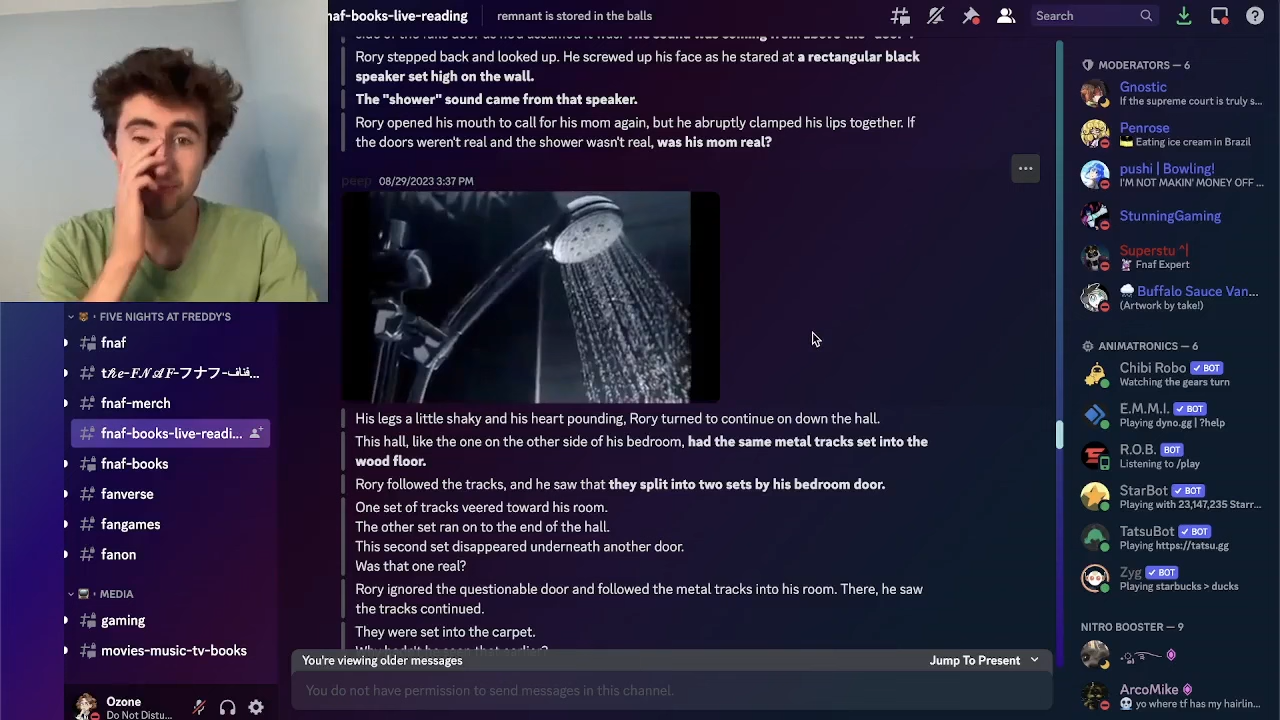 fnaf-books-live-reading
remnant is stored in the balls
Search
Rory stepped back and looked up. He screwed up his face as he stared at a rectangular black
speaker set high on the wall.
The "shower" sound came from that speaker.
Rory opened his mouth to call for his mom again, but he abruptly clamped his lips together. If
the doors weren't real and the shower wasn't real, was his mom real?
peep 08/29/2023 3:37 PM
His legs a little shaky and his heart pounding, Rory turned to continue on down the hall.
This hall, like the one on the other side of his bedroom, had the same metal tracks set into the
wood floor.
Rory followed the tracks, and he saw that they split into two sets by his bedroom door.
One set of tracks veered toward his room.
The other set ran on to the end of the hall.
This second set disappeared underneath another door.
Was that one real?
Rory ignored the questionable door and followed the metal tracks into his room. There, he saw
the tracks continued.
They were set into the carpet.
You're viewing older messages
Jump To Present
You do not have permission to send messages in this channel.
FIVE NIGHTS AT FREDDY'S
fnaf
fnaf-merch
fnaf-books-live-readi...
fnaf-books
fanverse
fangames
fanon
MEDIA
gaming
movies-music-tv-books
Ozone
Do Not Distu...
MODERATORS — 6
Gnostic
If the supreme court is truly s...
Penrose
Eating ice cream in Brazil
pushi | Bowling!
I'M NOT MAKIN' MONEY OFF ...
StunningGaming
Superstu ^|
Fnaf Expert
Buffalo Sauce Van...
(Artwork by take!)
ANIMATRONICS — 6
Chibi Robo BOT
Watching the gears turn
E.M.M.I. BOT
Playing dyno.gg | ?help
R.O.B. BOT
Listening to /play
StarBot BOT
Playing with 23,147,235 Starr...
TatsuBot BOT
Playing https://tatsu.gg
Zyg BOT
Playing starbucks > ducks
NITRO BOOSTER — 9
ArcoMike
yo where tf has my hairlin...